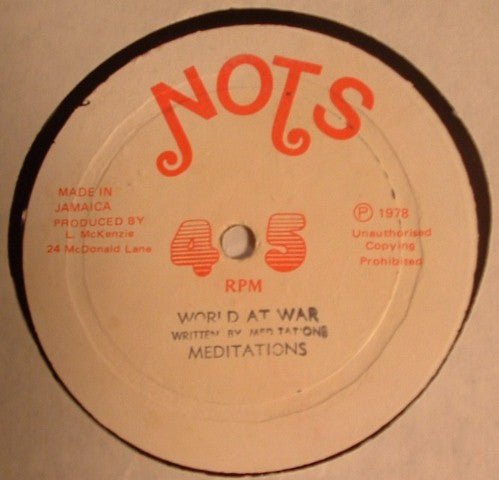 NOTS
MADE IN
JAMAICA
PRODUCED BY
L. McKenzie
24 McDonald Lane
℗ 1978
Unauthorised
Copying
Prohibited
45
RPM
WORLD AT WAR
WRITTEN BY MEDITATIONS
MEDITATIONS